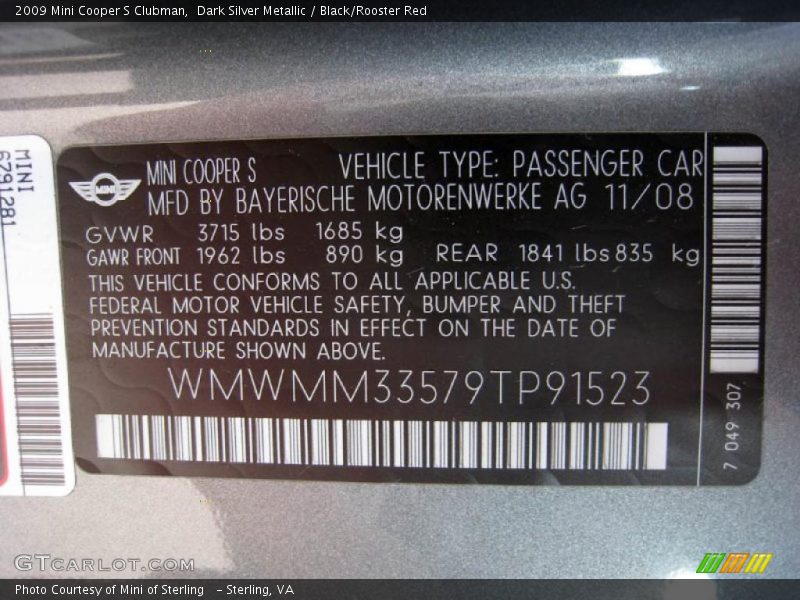 2009 Mini Cooper S Clubman, Dark Silver Metallic / Black/Rooster Red
MINI
6791281
MINI
MINI COOPER S VEHICLE TYPE: PASSENGER CAR
MFD BY BAYERISCHE MOTORENWERKE AG 11/08
GVWR 3715 lbs 1685 kg
GAWR FRONT 1962 lbs 890 kg REAR 1841 lbs 835 kg
THIS VEHICLE CONFORMS TO ALL APPLICABLE U.S.
FEDERAL MOTOR VEHICLE SAFETY, BUMPER AND THEFT
PREVENTION STANDARDS IN EFFECT ON THE DATE OF
MANUFACTURE SHOWN ABOVE.
WMWMM33579TP91523
7 049 307
GTCARLOT.COM
Photo Courtesy of Mini of Sterling - Sterling, VA